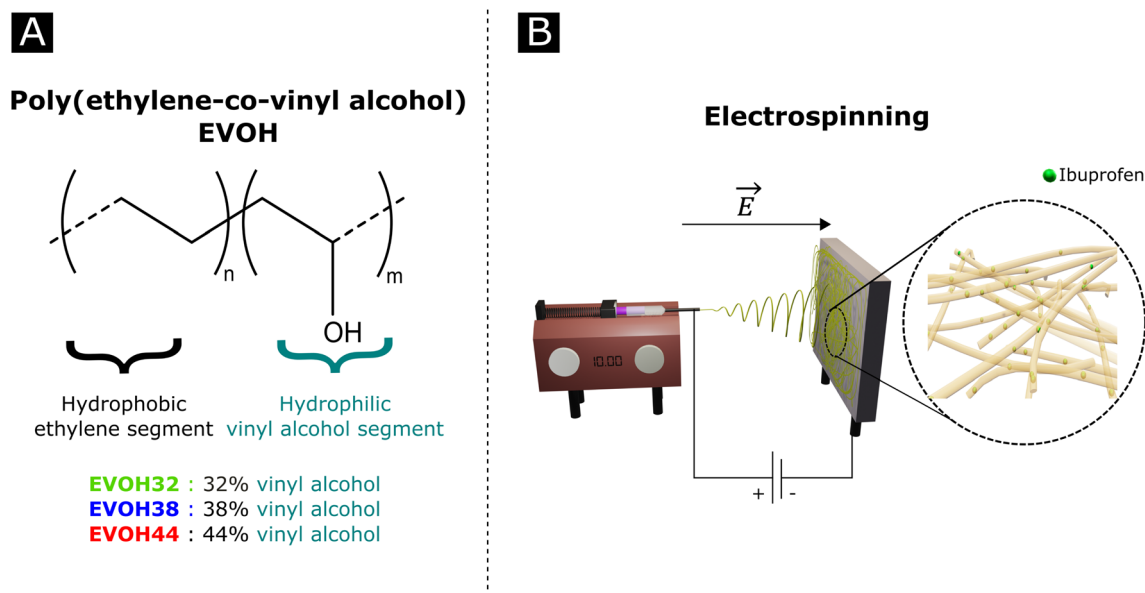 A
Poly(ethylene-co-vinyl alcohol)
EVOH
n
m
OH
Hydrophobic
ethylene segment
Hydrophilic
vinyl alcohol segment
EVOH32 : 32% vinyl alcohol
EVOH38 : 38% vinyl alcohol
EVOH44 : 44% vinyl alcohol
B
Electrospinning
Ibuprofen
E
10.00
+ -